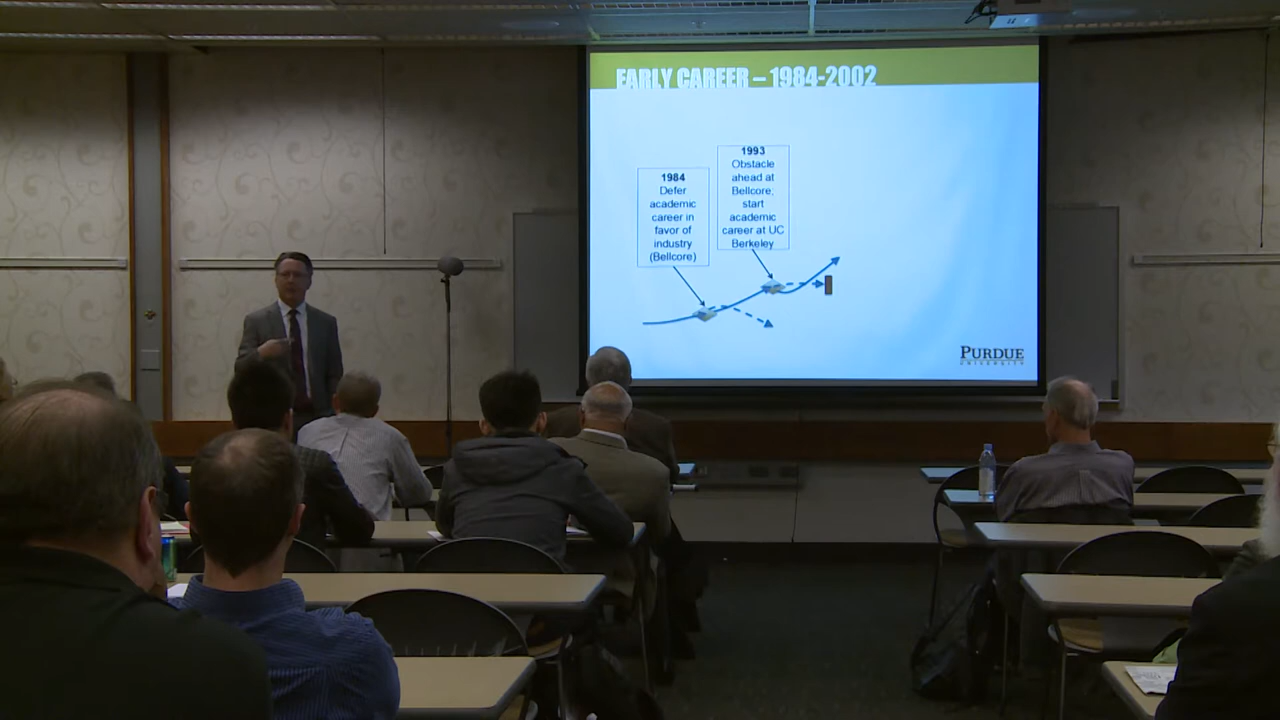 EARLY CAREER – 1984-2002
1984
Defer
academic
career in
favor of
industry
(Bellcore)
1993
Obstacle
ahead at
Bellcore;
start
academic
career at UC
Berkeley
PURDUE
UNIVERSITY